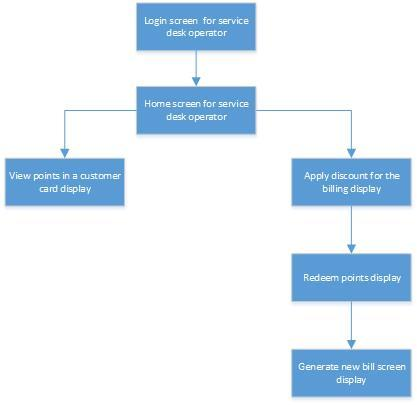 Login screen for service
desk operator
Home screen for service
desk operator
View points in a customer
card display
Apply discount for the
billing display
Redeem points display
Generate new bill screen
display